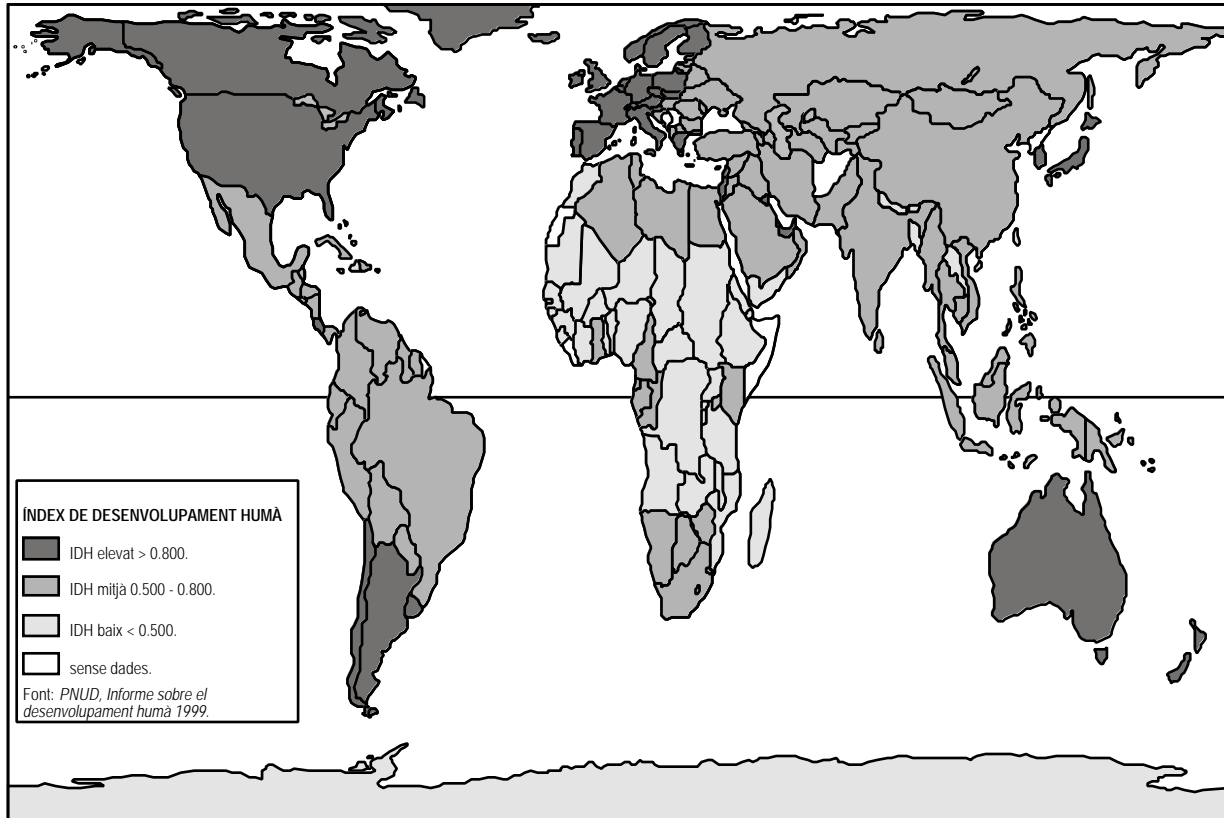 ÍNDEX DE DESENVOLUPAMENT HUMÀ
IDH elevat > 0.800.
IDH mitjà 0.500 - 0.800.
IDH baix < 0.500.
sense dades.
Font: PNUD, Informe sobre el
desenvolupament humà 1999.